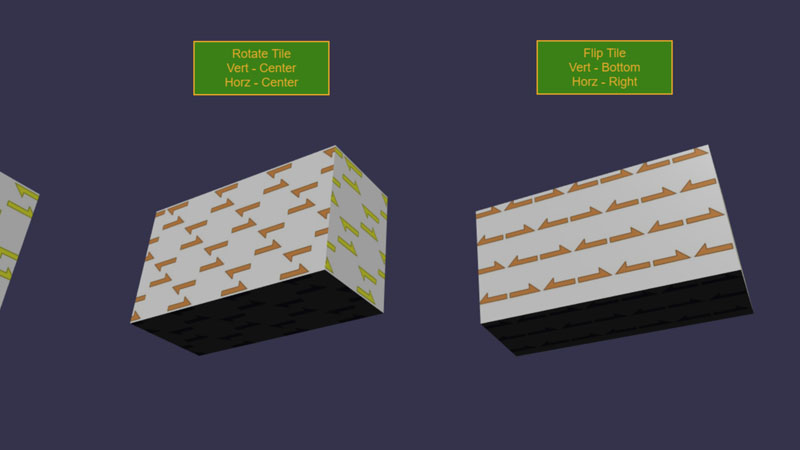 Rotate Tile
Vert - Center
Horz - Center
Flip Tile
Vert - Bottom
Horz - Right